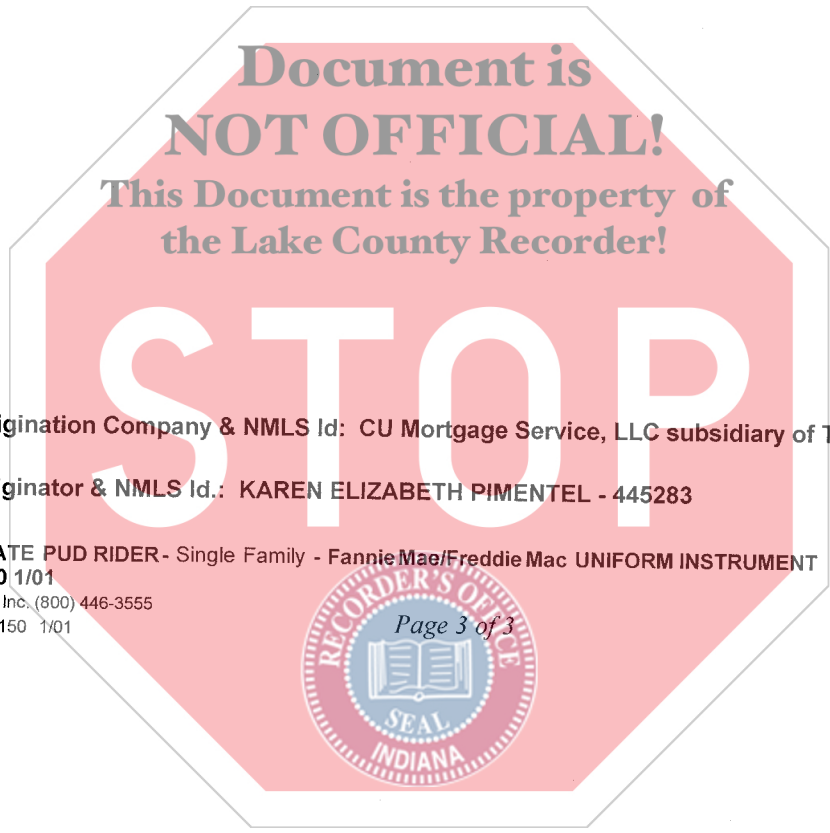 Document is
NOT OFFICIAL!
This Document is the property of
the Lake County Recorder!
STOP
igination Company & NMLS Id: CU Mortgage Service, LLC subsidiary of T
ginator & NMLS Id.: KAREN ELIZABETH PIMENTEL - 445283
ATE PUD RIDER - Single Family - Fannie Mae/Freddie Mac UNIFORM INSTRUMENT
0 1/01
Inc. (800) 446-3555
150 1/01
Page 3 of 3
RECORDER'S OFFICE
SEAL
INDIANA